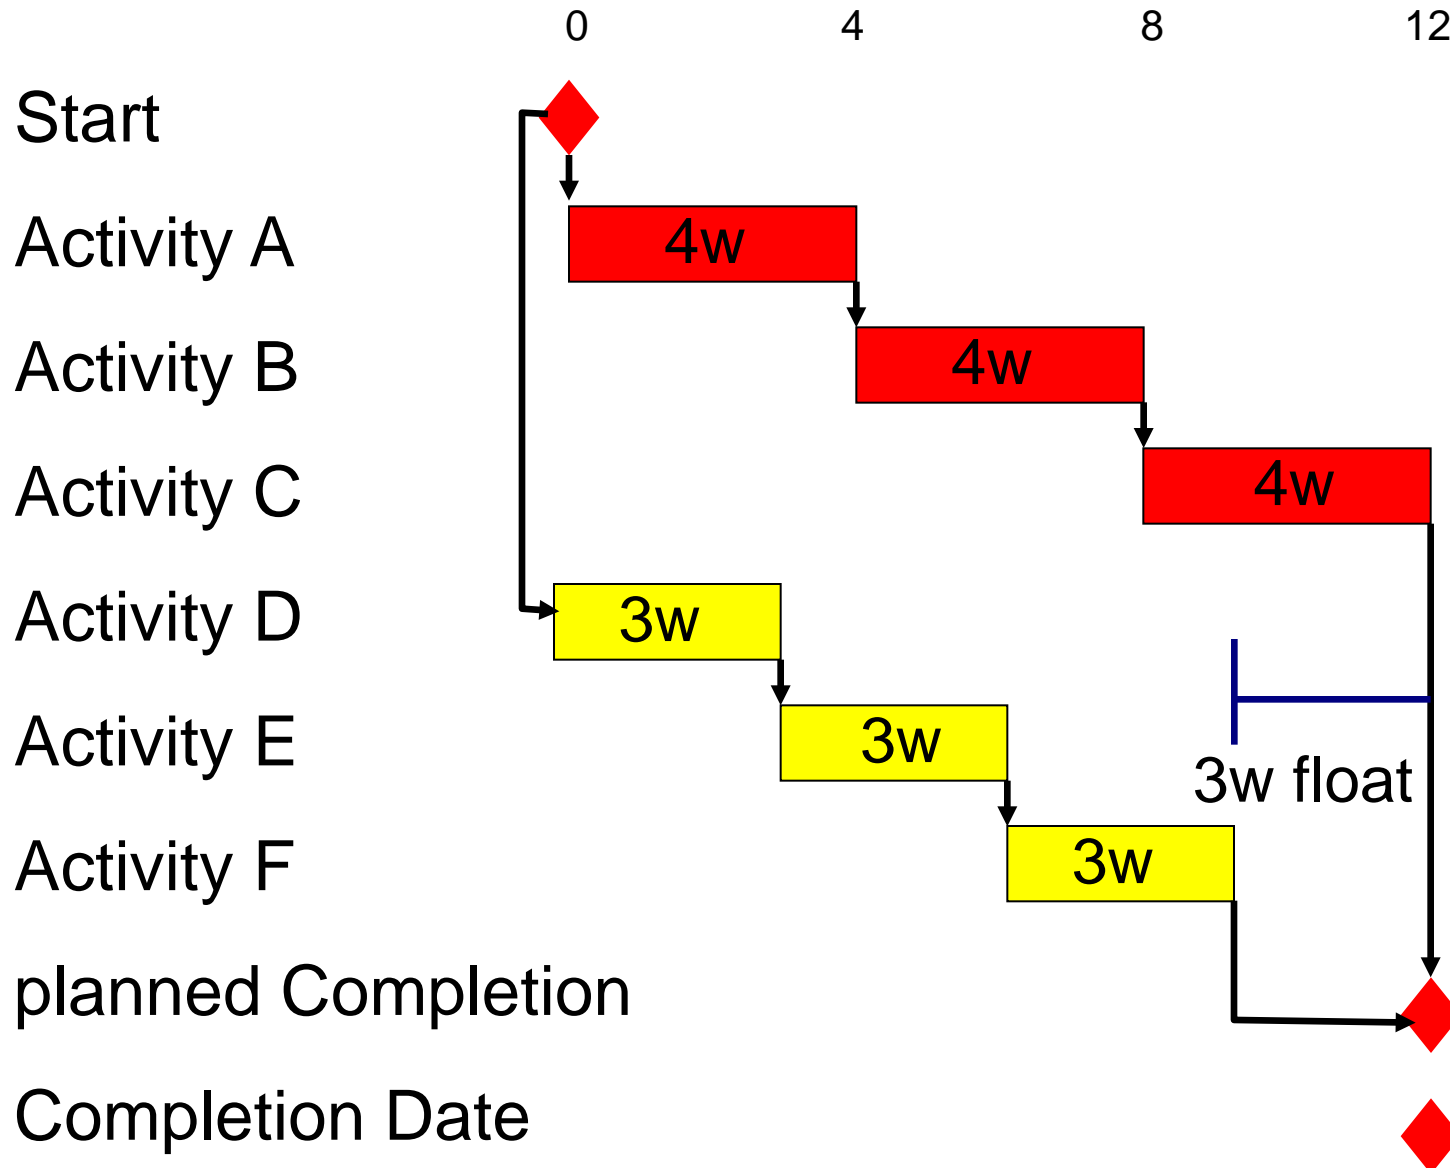 0 4 8 12
Start
Activity A 4w
Activity B 4w
Activity C 4w
Activity D 3w
Activity E 3w
3w float
Activity F 3w
planned Completion
Completion Date